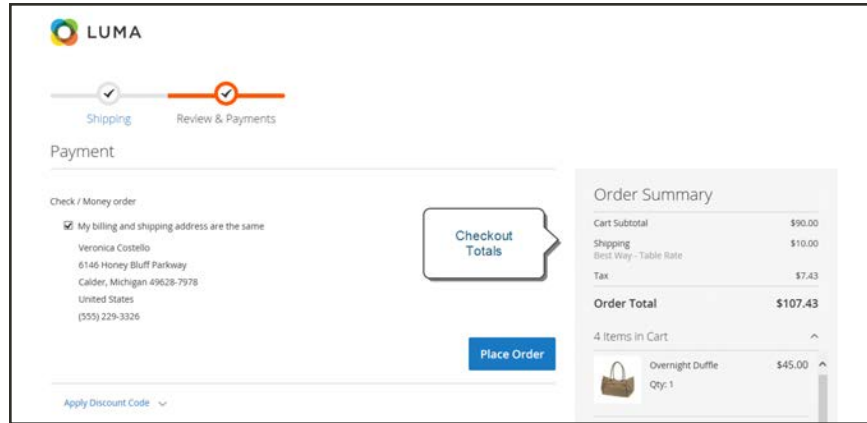 LUMA
Shipping
Review & Payments
Payment
Check / Money order
My billing and shipping address are the same
Veronica Costello
6146 Honey Bluff Parkway
Calder, Michigan 49628-7978
United States
(555) 229-3326
Place Order
Apply Discount Code
Checkout
Totals
Order Summary
Cart Subtotal $90.00
Shipping $10.00
Best Way - Table Rate
Tax $7.43
Order Total $107.43
4 Items in Cart
Overnight Duffle $45.00
Qty: 1